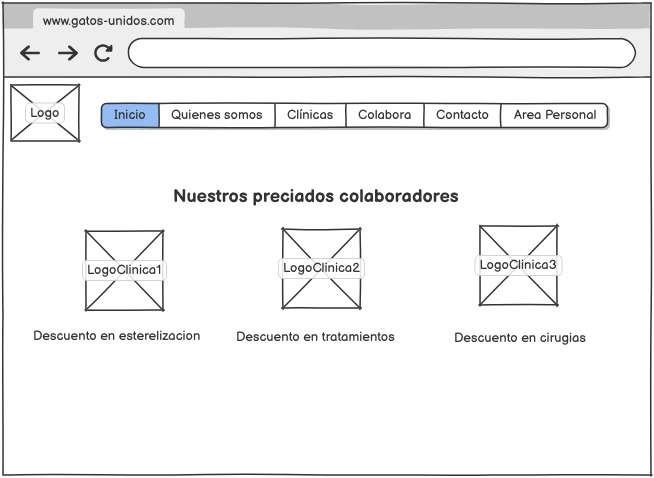 www.gatos-unidos.com
Logo
Inicio Quienes somos Clínicas Colabora Contacto Area Personal
Nuestros preciados colaboradores
LogoClinica1 LogoClinica2 LogoClinica3
Descuento en esterelizacion Descuento en tratamientos Descuento en cirugias